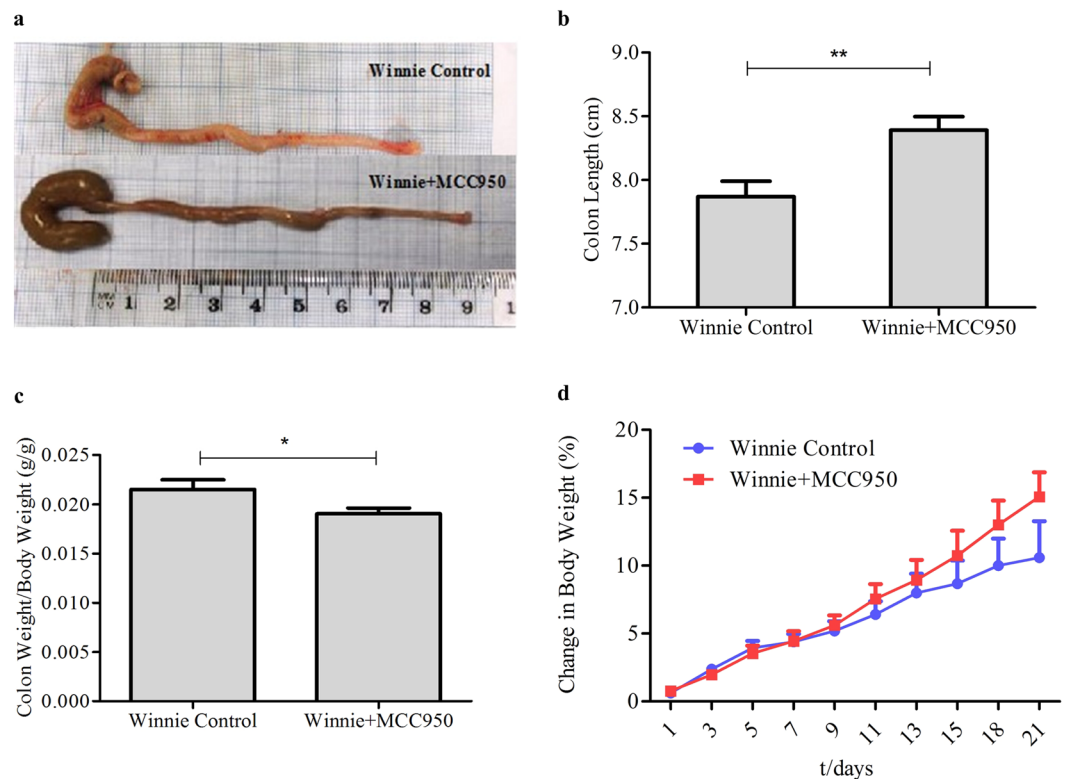 a
Winnie Control
Winnie+MCC950
MM
CM 1 2 3 4 5 6 7 8 9 1
b
**
Colon Length (cm)
9.0
8.5
8.0
7.5
7.0
Winnie Control Winnie+MCC950
c
*
Colon Weight/Body Weight (g/g)
0.025
0.020
0.015
0.010
0.005
0.000
Winnie Control Winnie+MCC950
d
Change in Body Weight (%)
20
15
10
5
0
Winnie Control
Winnie+MCC950
1 3 5 7 9 11 13 15 18 21
t/days